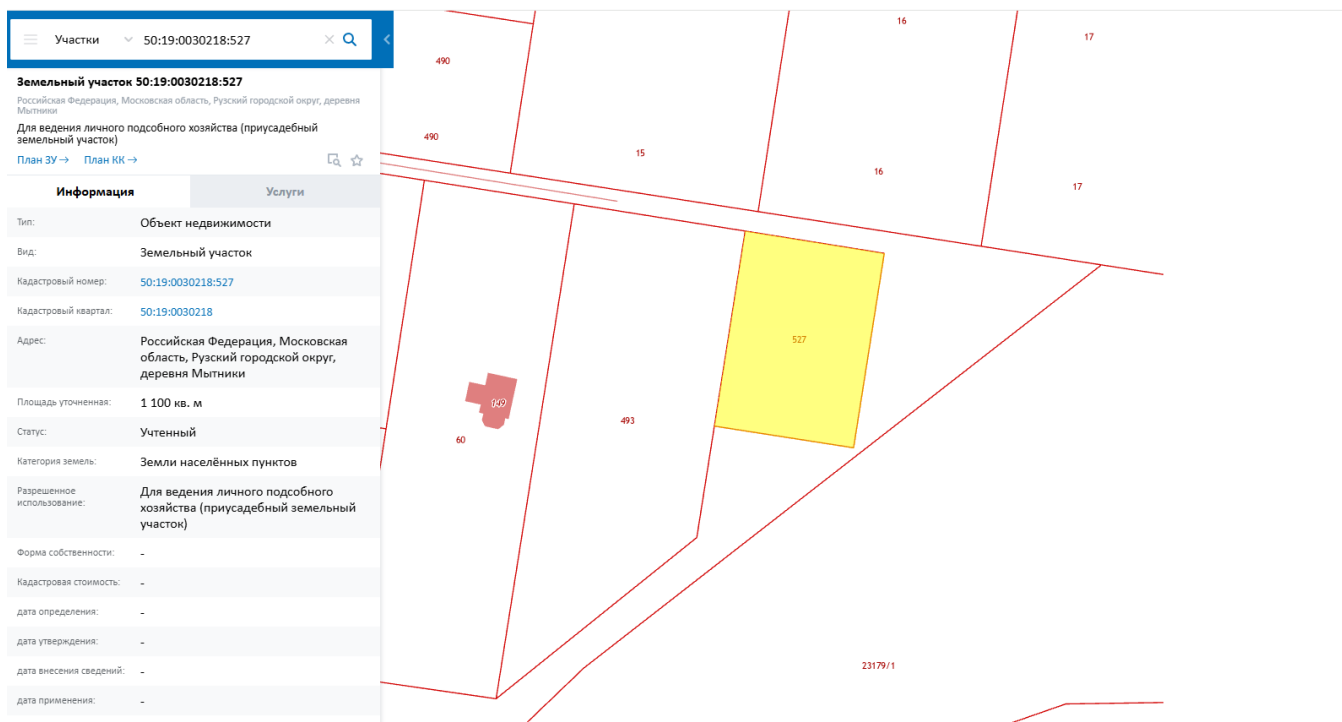 Участки 50:19:0030218:527
Земельный участок 50:19:0030218:527
Российская Федерация, Московская область, Рузский городской округ, деревня
Мытники
Для ведения личного подсобного хозяйства (приусадебный
земельный участок)
План ЗУ → План КК →
Информация Услуги
Тип: Объект недвижимости
Вид: Земельный участок
Кадастровый номер: 50:19:0030218:527
Кадастровый квартал: 50:19:0030218
Адрес: Российская Федерация, Московская
область, Рузский городской округ,
деревня Мытники
Площадь уточненная: 1 100 кв. м
Статус: Учтенный
Категория земель: Земли населённых пунктов
Разрешенное
использование:
Для ведения личного подсобного
хозяйства (приусадебный земельный
участок)
Форма собственности: -
Кадастровая стоимость: -
дата определения: -
дата утверждения: -
дата внесения сведений: -
дата применения: -
16
17
490
490
15
16
17
527
149
60
493
23179/1